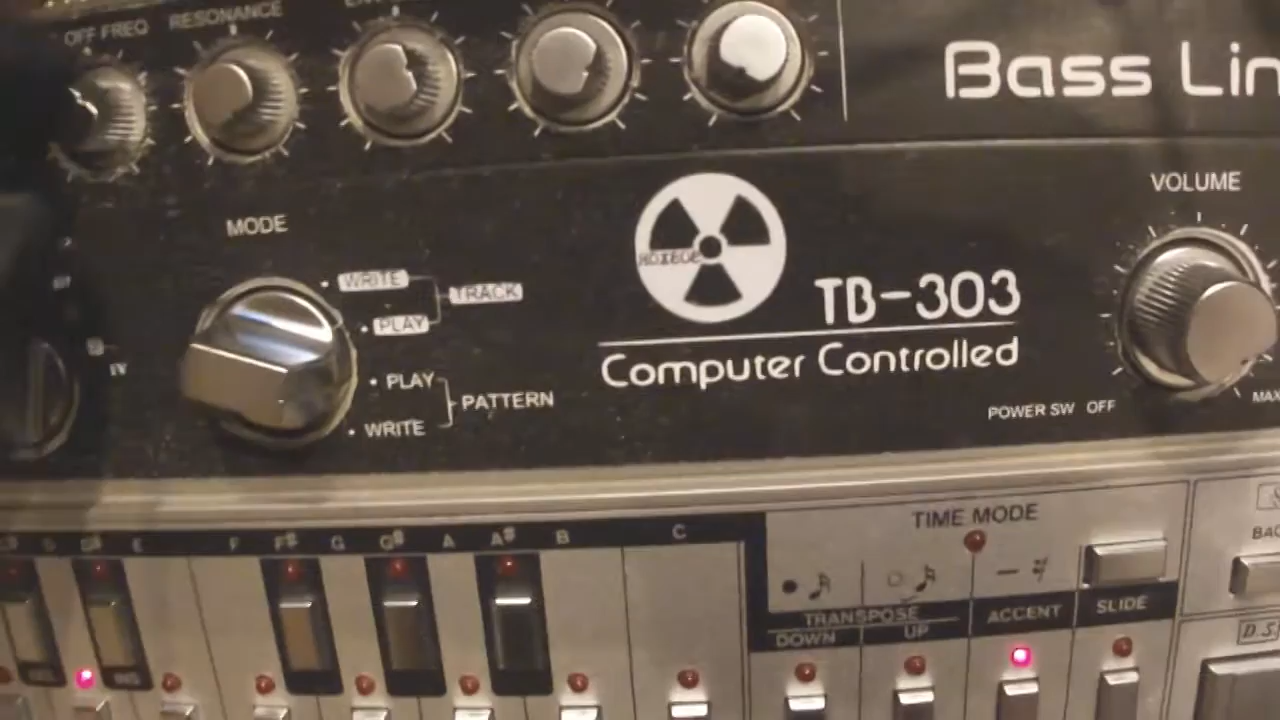 OFF FREQ
RESONANCE
Bass Lin
VOLUME
MODE
WRITE
TRACK
PLAY
TB-303
Computer Controlled
PLAY
PATTERN
WRITE
POWER SW OFF
MAX
E F F# G G# A A# B C
TIME MODE
BAC
TRANSPOSE
DOWN UP
ACCENT
SLIDE
D.S